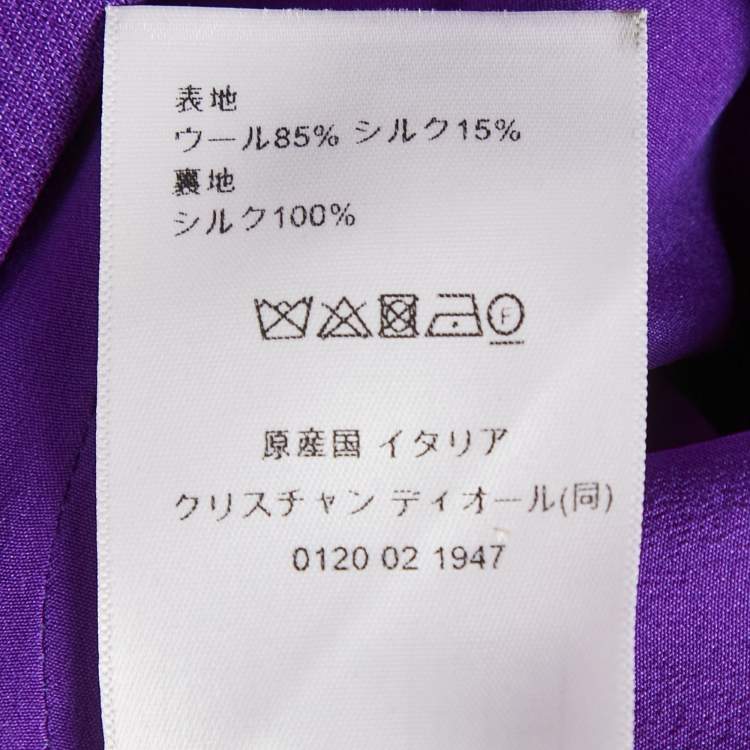 表地
ウール85% シルク15%
裏地
シルク100%
F
原産国 イタリア
クリスチャン ディオール(同)
0120 02 1947